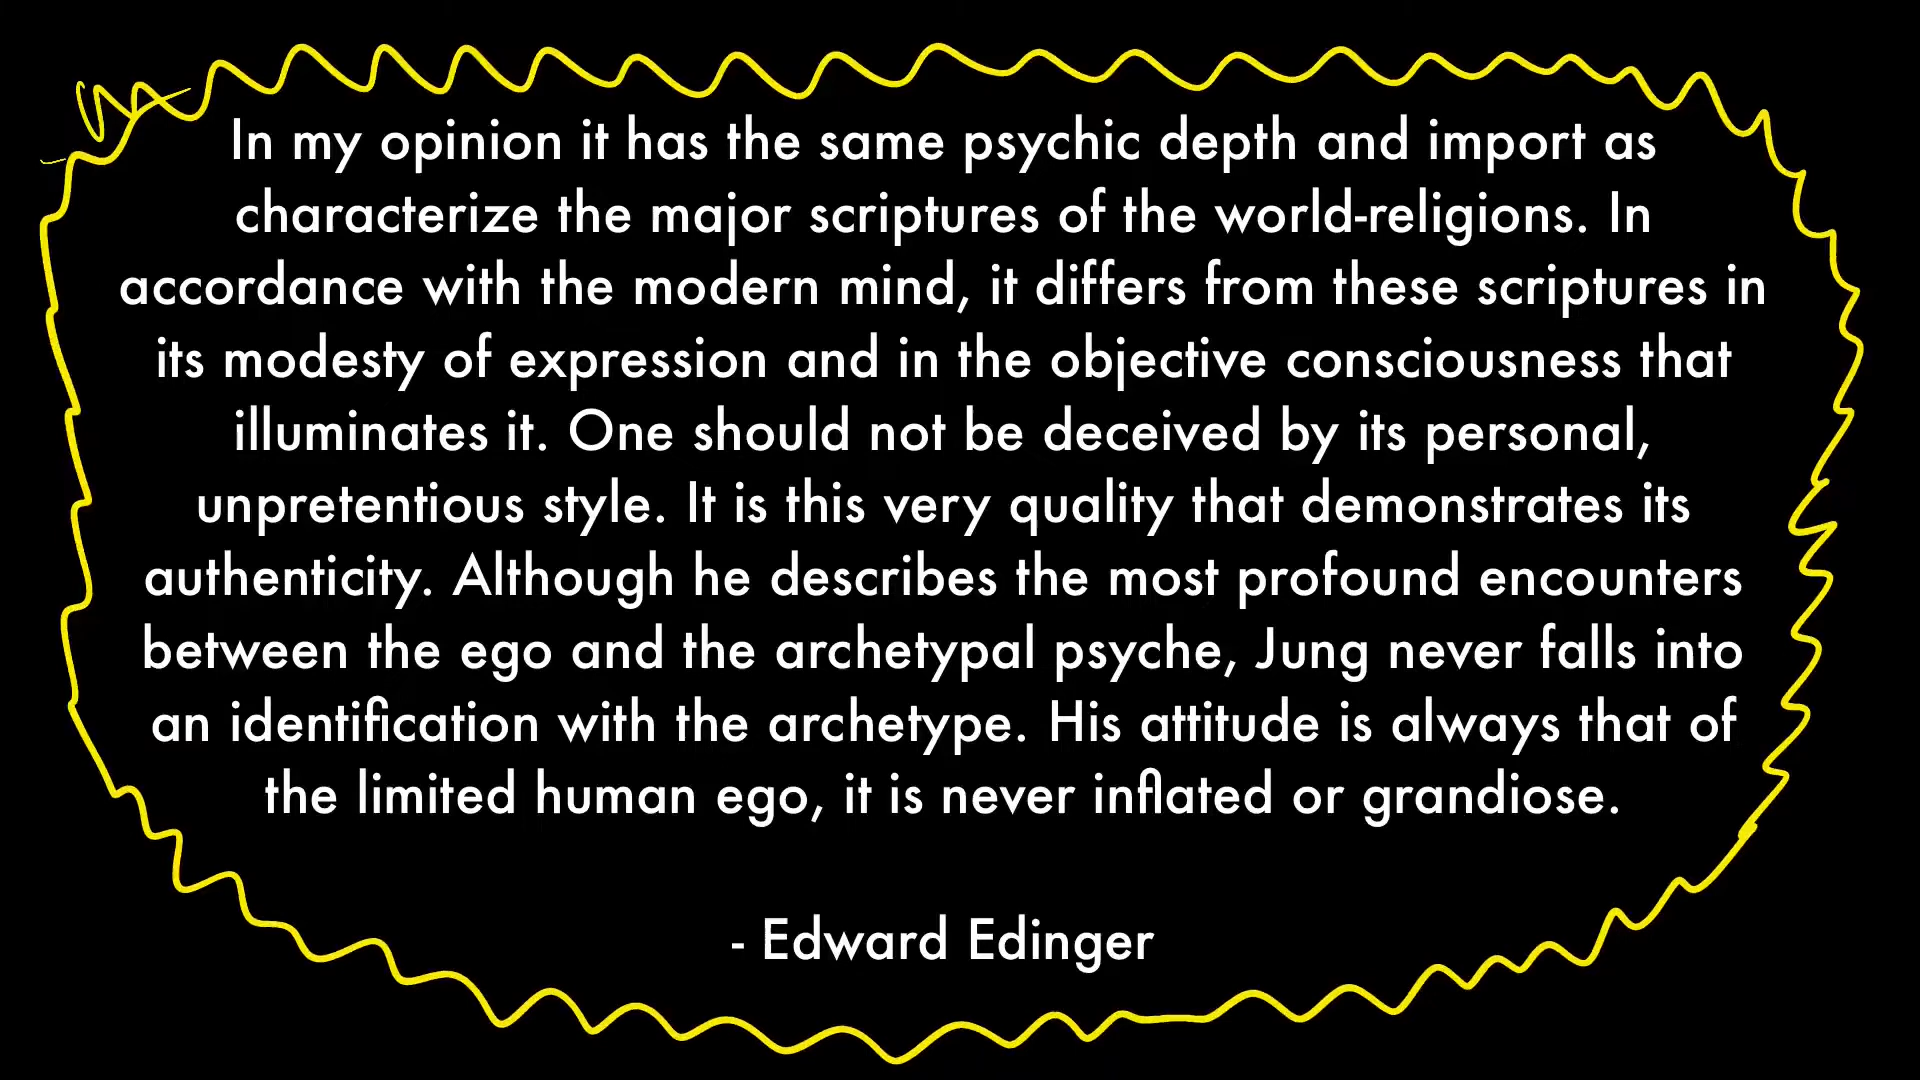 In my opinion it has the same psychic depth and import as
characterize the major scriptures of the world-religions. In
accordance with the modern mind, it differs from these scriptures in
its modesty of expression and in the objective consciousness that
illuminates it. One should not be deceived by its personal,
unpretentious style. It is this very quality that demonstrates its
authenticity. Although he describes the most profound encounters
between the ego and the archetypal psyche, Jung never falls into
an identification with the archetype. His attitude is always that of
the limited human ego, it is never inflated or grandiose.
- Edward Edinger